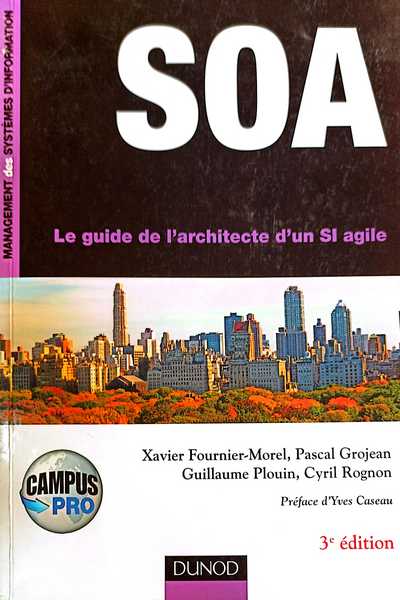 MANAGEMENT des SYSTÈMES D'INFORMATION
SOA
Le guide de l'architecte d'un SI agile
Xavier Fournier-Morel, Pascal Grojean
Guillaume Plouin, Cyril Rognon
Préface d'Yves Caseau
CAMPUS
PRO
3e édition
DUNOD